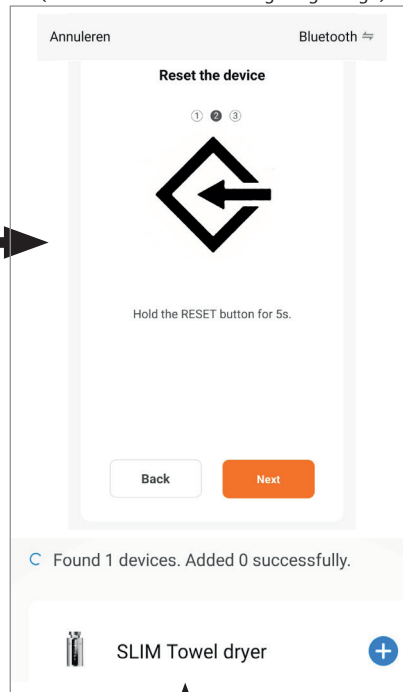 Annuleren Bluetooth
Reset the device
1 2 3
Hold the RESET button for 5s.
Back Next
Found 1 devices. Added 0 successfully.
SLIM Towel dryer